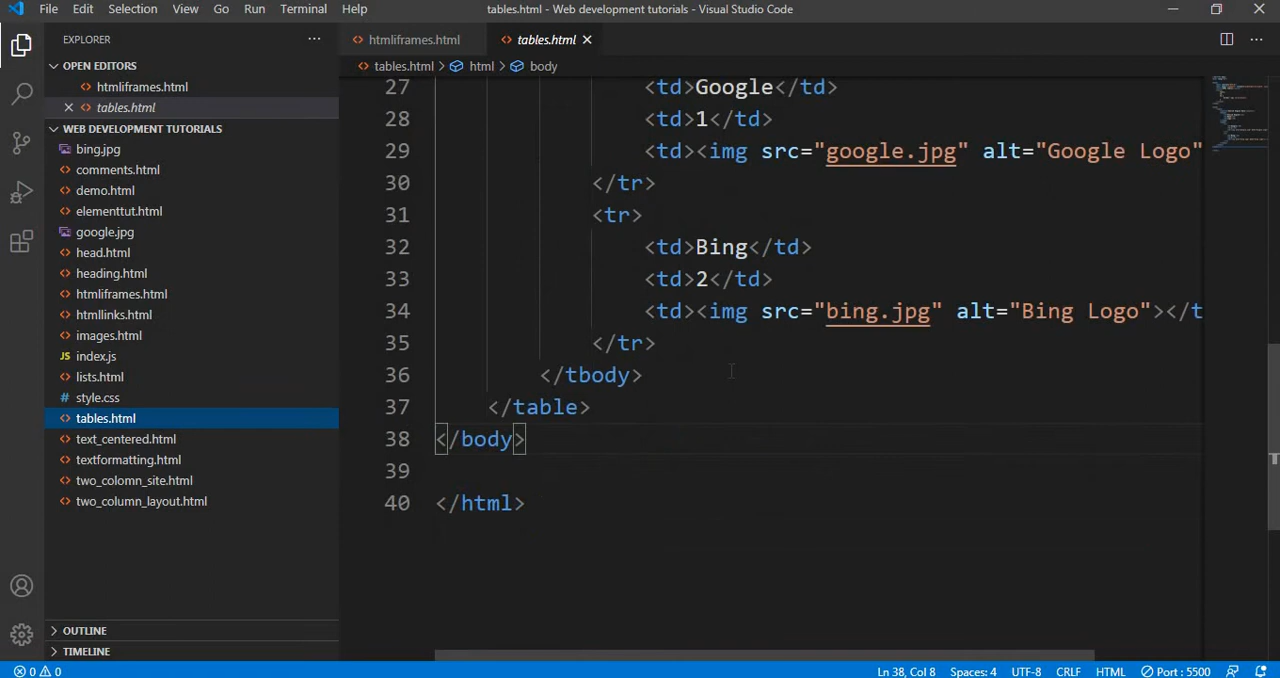 File Edit Selection View Go Run Terminal Help tables.html - Web development tutorials - Visual Studio Code
EXPLORER
OPEN EDITORS
htmliframes.html
tables.html
WEB DEVELOPMENT TUTORIALS
bing.jpg
comments.html
demo.html
elementtut.html
google.jpg
head.html
heading.html
htmliframes.html
htmllinks.html
images.html
JS index.js
lists.html
# style.css
tables.html
text_centered.html
textformatting.html
two_colomn_site.html
two_column_layout.html
OUTLINE
TIMELINE
htmliframes.html tables.html
tables.html > html > body
27 <td>Google</td>
28 <td>1</td>
29 <td><img src="google.jpg" alt="Google Logo"
30 </tr>
31 <tr>
32 <td>Bing</td>
33 <td>2</td>
34 <td><img src="bing.jpg" alt="Bing Logo"></t
35 </tr>
36 </tbody>
37 </table>
38 </body>
39
40 </html>
0 0 Ln 38, Col 8 Spaces: 4 UTF-8 CRLF HTML Port : 5500